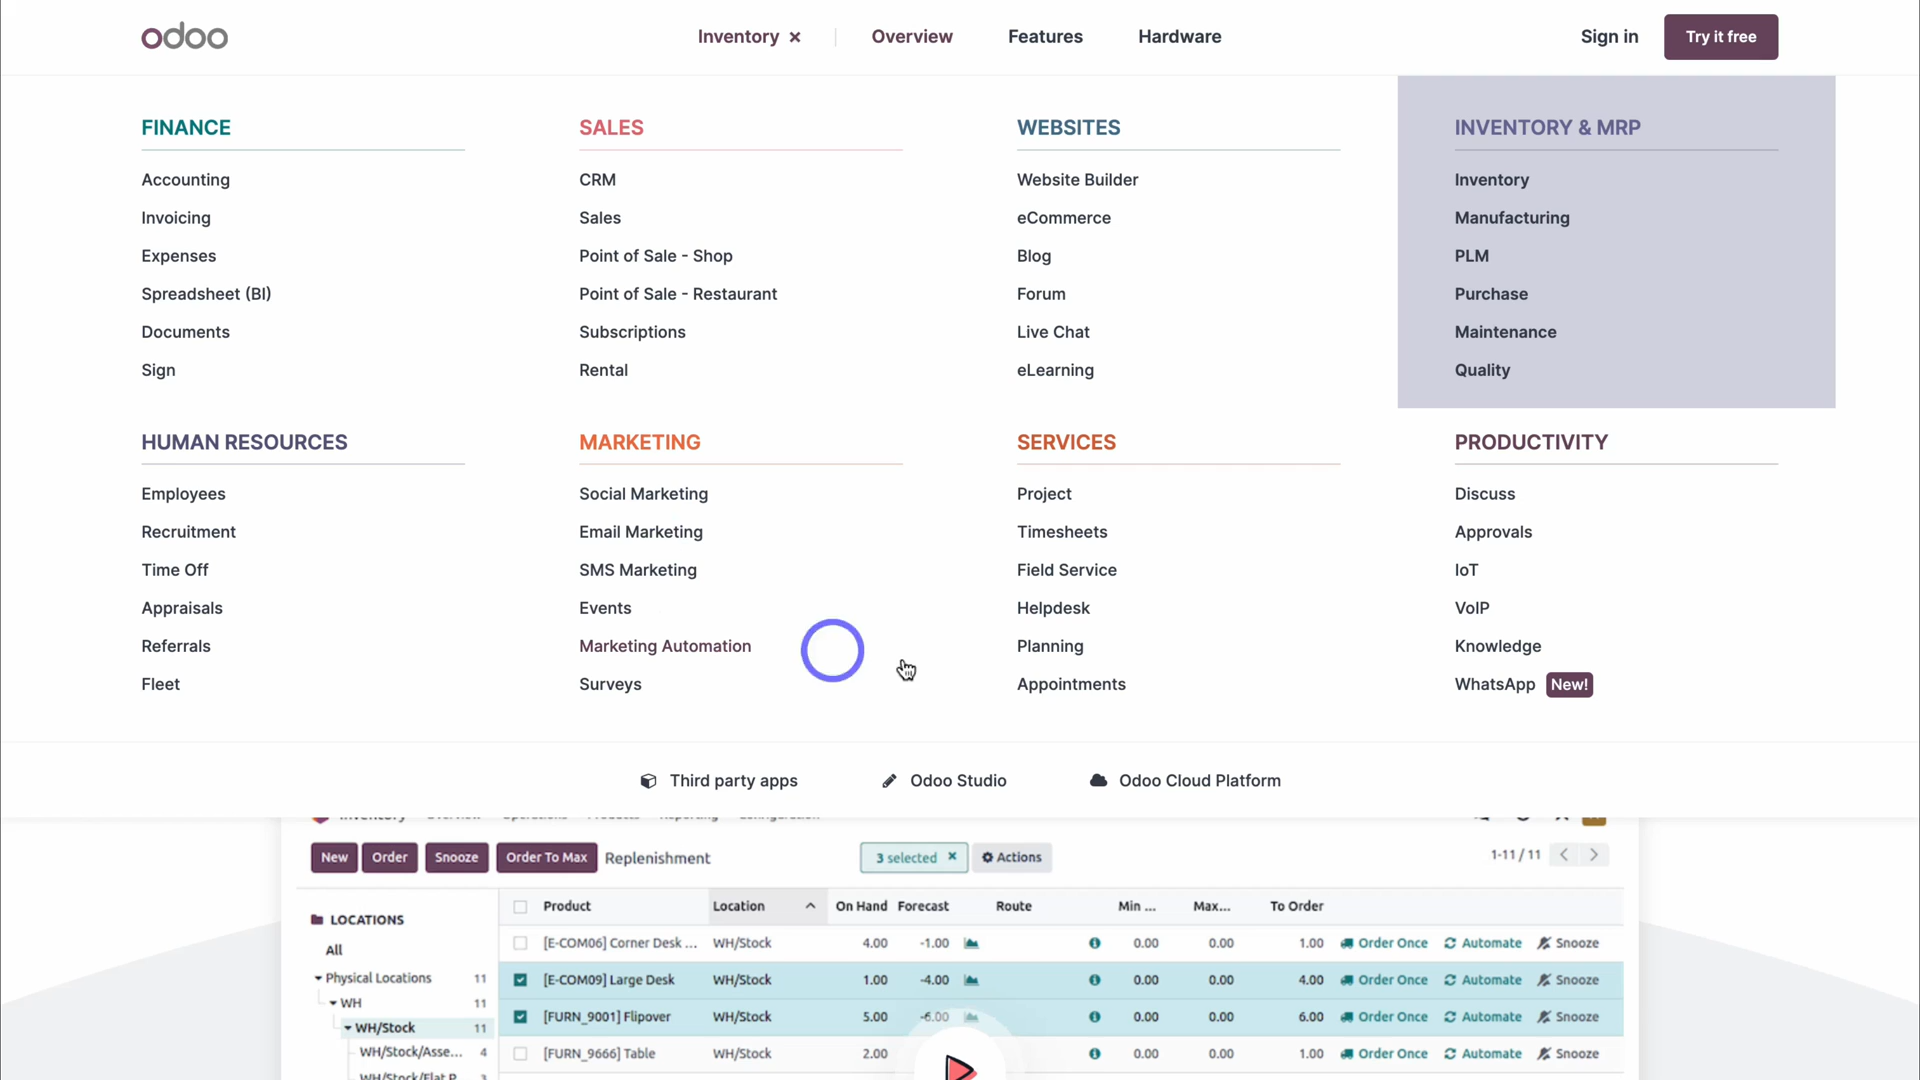 odoo
Inventory ×
Overview
Features
Hardware
Sign in
Try it free
FINANCE
Accounting
Invoicing
Expenses
Spreadsheet (BI)
Documents
Sign
SALES
CRM
Sales
Point of Sale - Shop
Point of Sale - Restaurant
Subscriptions
Rental
WEBSITES
Website Builder
eCommerce
Blog
Forum
Live Chat
eLearning
INVENTORY & MRP
Inventory
Manufacturing
PLM
Purchase
Maintenance
Quality
HUMAN RESOURCES
Employees
Recruitment
Time Off
Appraisals
Referrals
Fleet
MARKETING
Social Marketing
Email Marketing
SMS Marketing
Events
Marketing Automation
Surveys
SERVICES
Project
Timesheets
Field Service
Helpdesk
Planning
Appointments
PRODUCTIVITY
Discuss
Approvals
IoT
VoIP
Knowledge
WhatsApp New!
Third party apps
Odoo Studio
Odoo Cloud Platform
New Order Snooze Order To Max Replenishment 3 selected × Actions 1-11 / 11
LOCATIONS
All
Physical Locations 11
WH 11
WH/Stock 11
WH/Stock/Asse... 4
Product Location On Hand Forecast Route Min ... Max... To Order
[E-COM06] Corner Desk ... WH/Stock 4.00 -1.00 0.00 0.00 1.00 Order Once Automate Snooze
[E-COM09] Large Desk WH/Stock 1.00 -4.00 0.00 0.00 4.00 Order Once Automate Snooze
[FURN_9001] Flipover WH/Stock 5.00 -6.00 0.00 0.00 6.00 Order Once Automate Snooze
[FURN_9666] Table WH/Stock 2.00 0.00 0.00 1.00 Order Once Automate Snooze